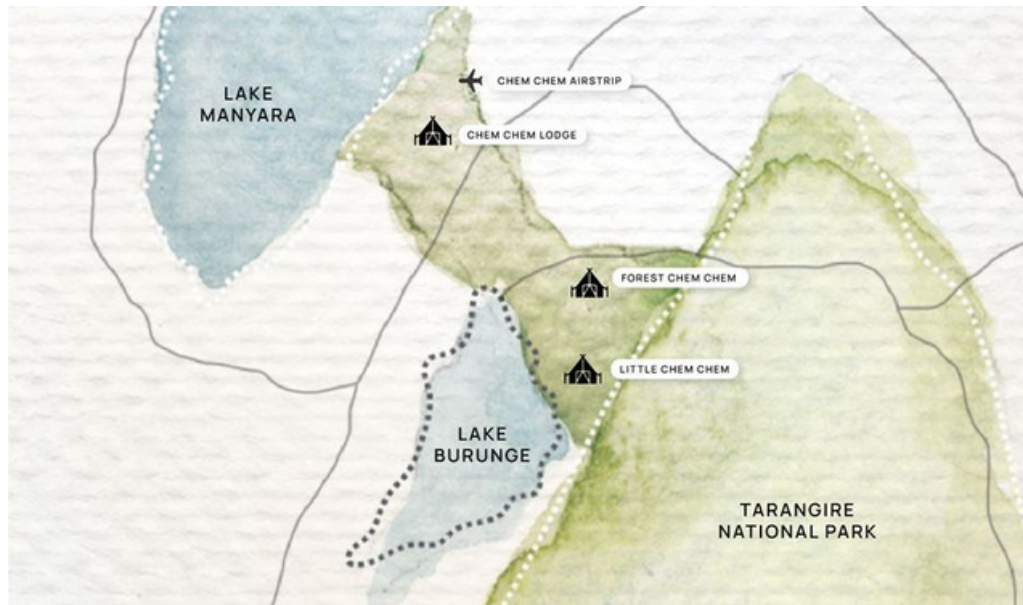 LAKE
MANYARA
CHEM CHEM AIRSTRIP
CHEM CHEM LODGE
FOREST CHEM CHEM
LITTLE CHEM CHEM
LAKE
BURUNGE
TARANGIRE
NATIONAL PARK